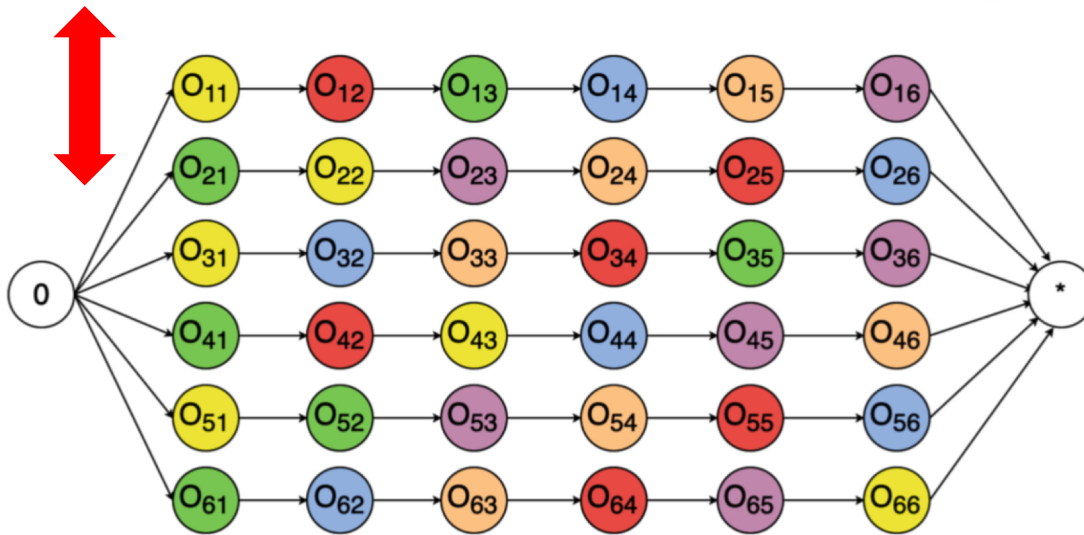 O11 O12 O13 O14 O15 O16
O21 O22 O23 O24 O25 O26
O31 O32 O33 O34 O35 O36
0 *
O41 O42 O43 O44 O45 O46
O51 O52 O53 O54 O55 O56
O61 O62 O63 O64 O65 O66